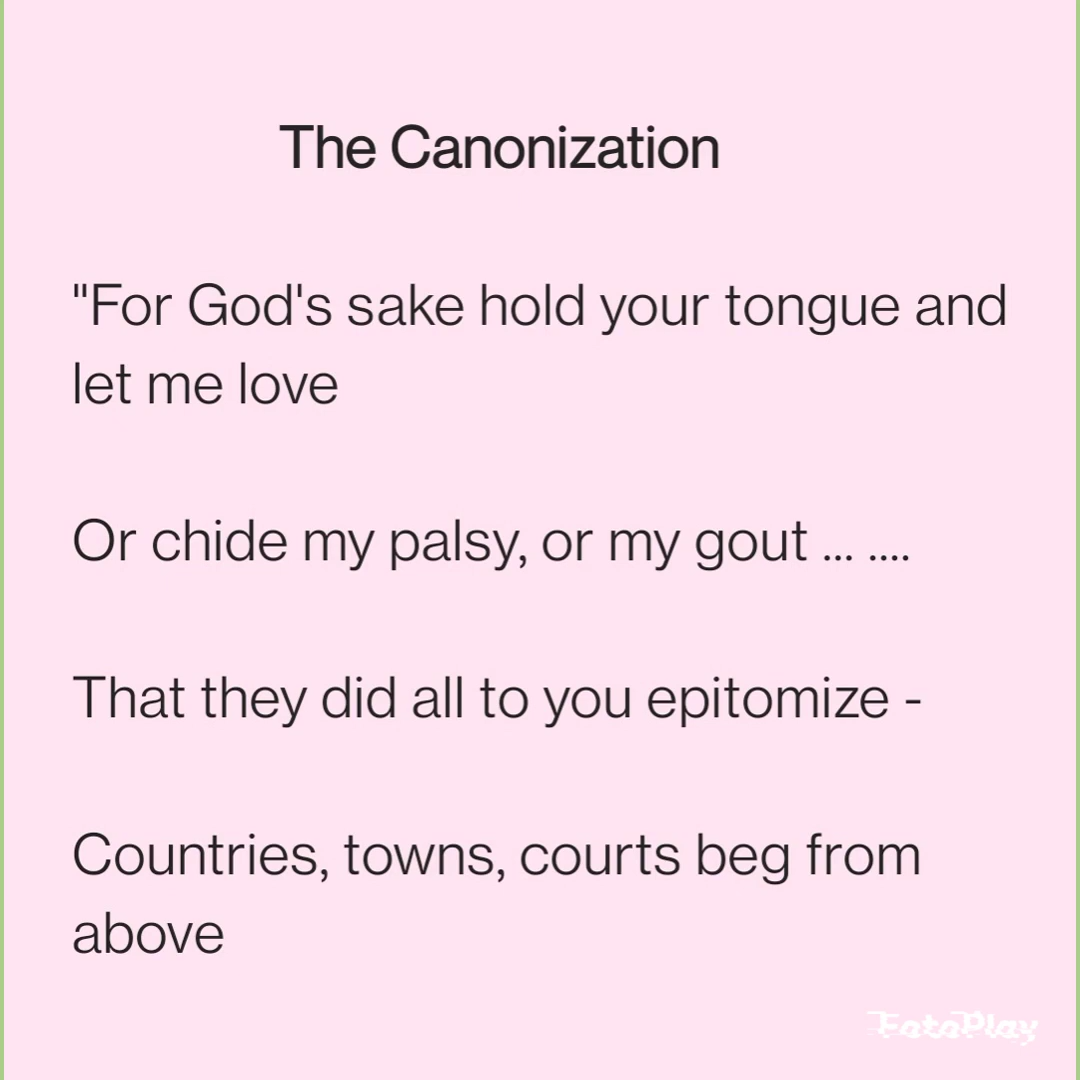 The Canonization
"For God's sake hold your tongue and
let me love
Or chide my palsy, or my gout ... ....
That they did all to you epitomize -
Countries, towns, courts beg from
above
FotoPlay